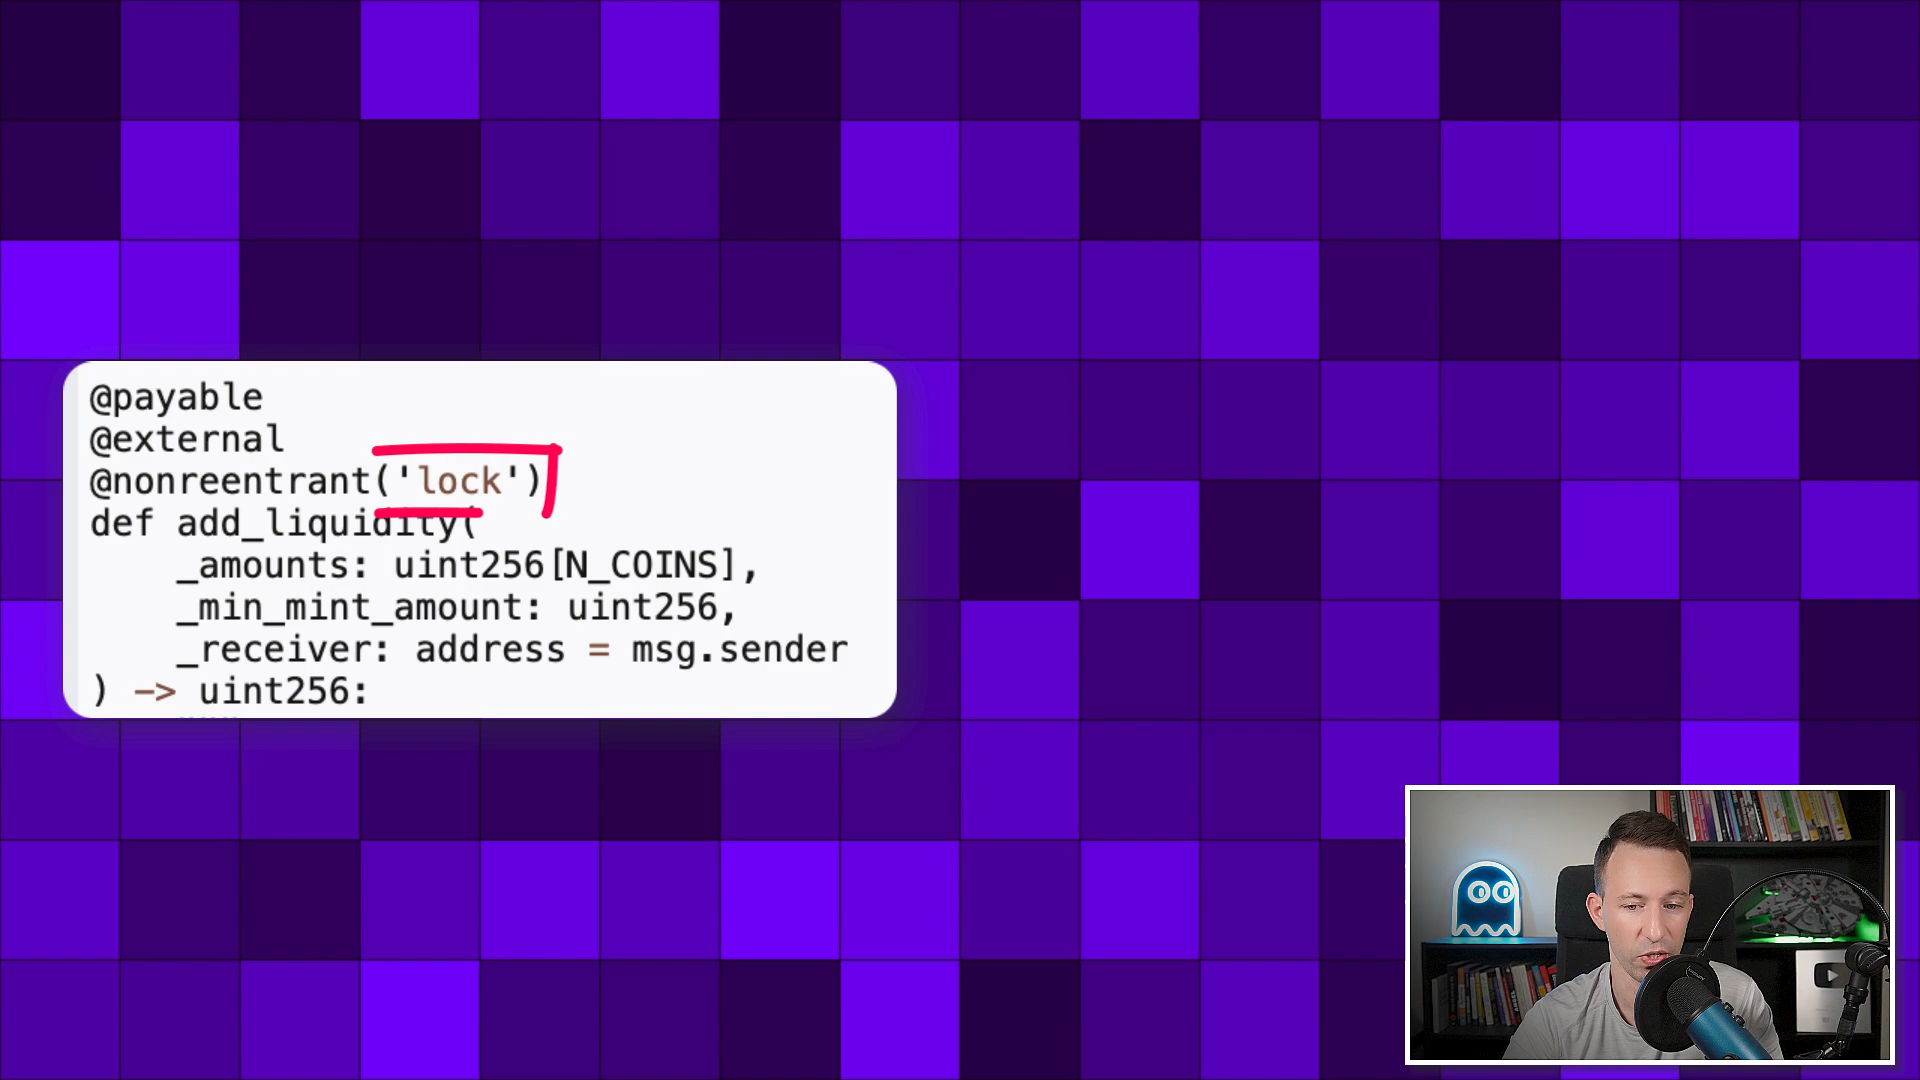 @payable
@external
@nonreentrant('lock')
def add_liquidity(
    _amounts: uint256[N_COINS],
    _min_mint_amount: uint256,
    _receiver: address = msg.sender
) -> uint256: